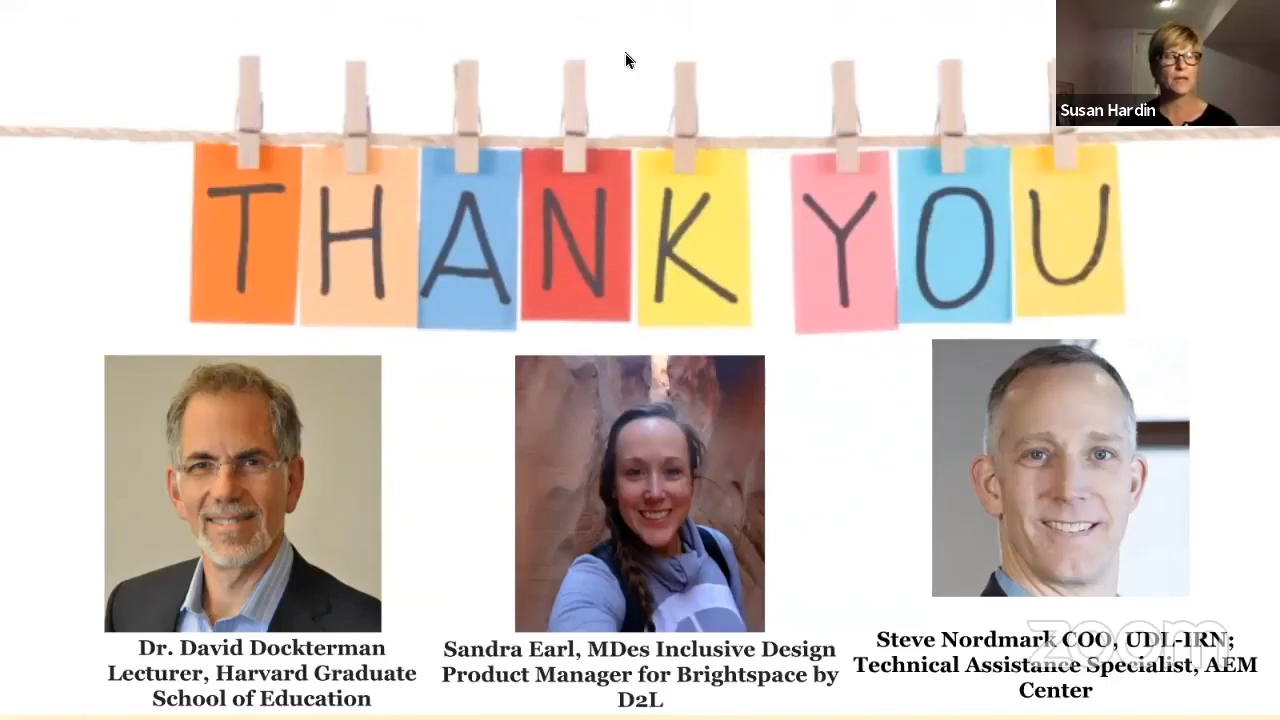 Susan Hardin
THANK YOU
Dr. David Dockterman
Lecturer, Harvard Graduate
School of Education
Sandra Earl, MDes Inclusive Design
Product Manager for Brightspace by
D2L
Steve Nordmark COO, UDL-IRN;
Technical Assistance Specialist, AEM
Center
zoom